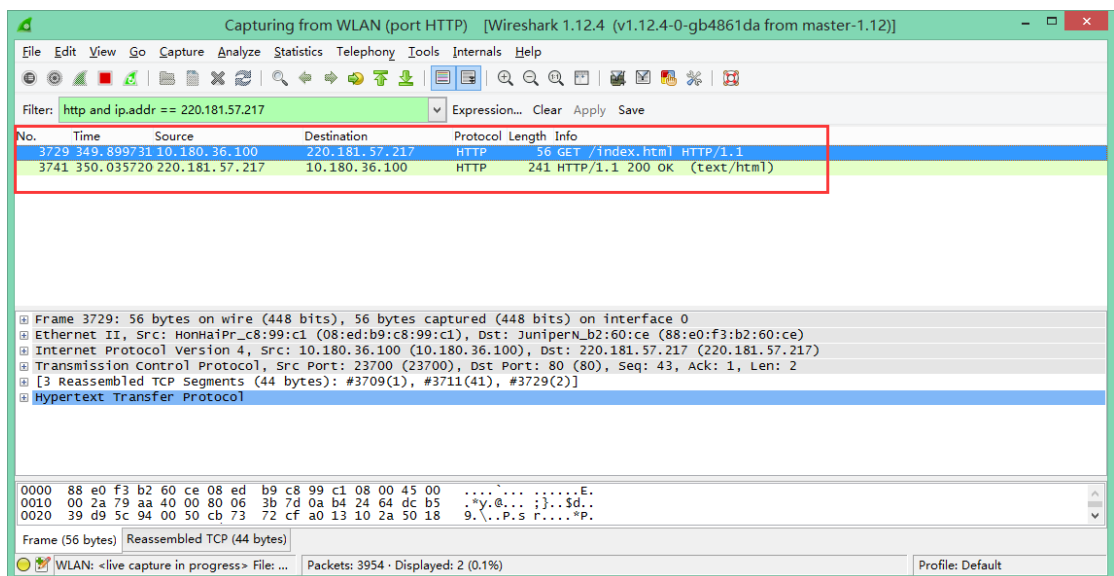 Capturing from WLAN (port HTTP) [Wireshark 1.12.4 (v1.12.4-0-gb4861da from master-1.12)]
File Edit View Go Capture Analyze Statistics Telephony Tools Internals Help
Filter: http and ip.addr == 220.181.57.217 Expression... Clear Apply Save
No. Time Source Destination Protocol Length Info
3729 349.899731 10.180.36.100 220.181.57.217 HTTP 56 GET /index.html HTTP/1.1
3741 350.035720 220.181.57.217 10.180.36.100 HTTP 241 HTTP/1.1 200 OK (text/html)
Frame 3729: 56 bytes on wire (448 bits), 56 bytes captured (448 bits) on interface 0
Ethernet II, Src: HonHaiPr_c8:99:c1 (08:ed:b9:c8:99:c1), Dst: JuniperN_b2:60:ce (88:e0:f3:b2:60:ce)
Internet Protocol Version 4, Src: 10.180.36.100 (10.180.36.100), Dst: 220.181.57.217 (220.181.57.217)
Transmission Control Protocol, Src Port: 23700 (23700), Dst Port: 80 (80), Seq: 43, Ack: 1, Len: 2
[3 Reassembled TCP Segments (44 bytes): #3709(1), #3711(41), #3729(2)]
Hypertext Transfer Protocol
0000 88 e0 f3 b2 60 ce 08 ed b9 c8 99 c1 08 00 45 00 ....`... ......E.
0010 00 2a 79 aa 40 00 80 06 3b 7d 0a b4 24 64 dc b5 .*y.@... ;}..$d..
0020 39 d9 5c 94 00 50 cb 73 72 cf a0 13 10 2a 50 18 9.\..P.s r....*P.
Frame (56 bytes) Reassembled TCP (44 bytes)
WLAN: <live capture in progress> File: ... Packets: 3954 · Displayed: 2 (0.1%) Profile: Default